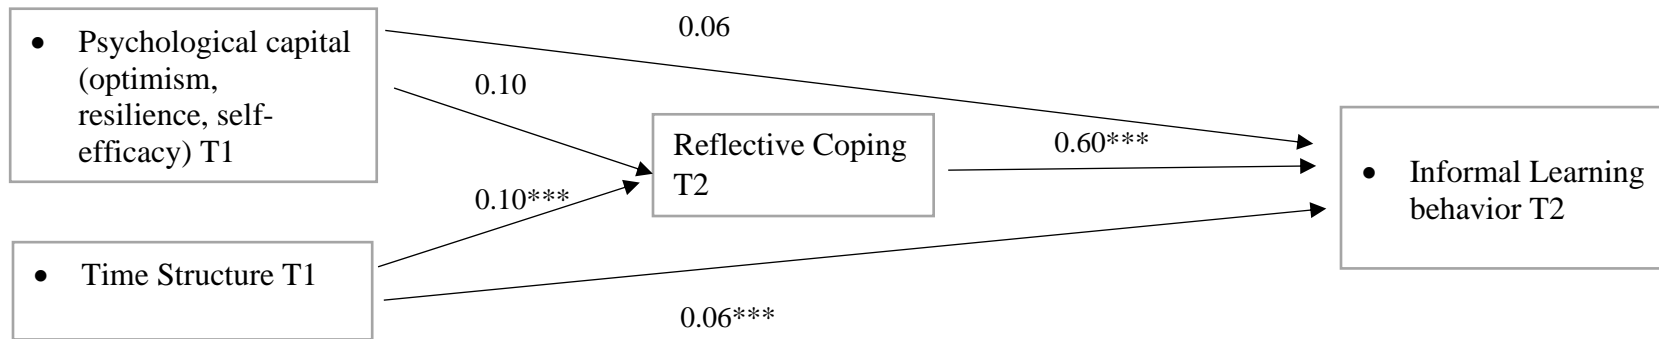 • Psychological capital
(optimism,
resilience, self-
efficacy) T1
0.06
0.10
Reflective Coping
T2
0.60***
• Informal Learning
behavior T2
0.10***
• Time Structure T1
0.06***